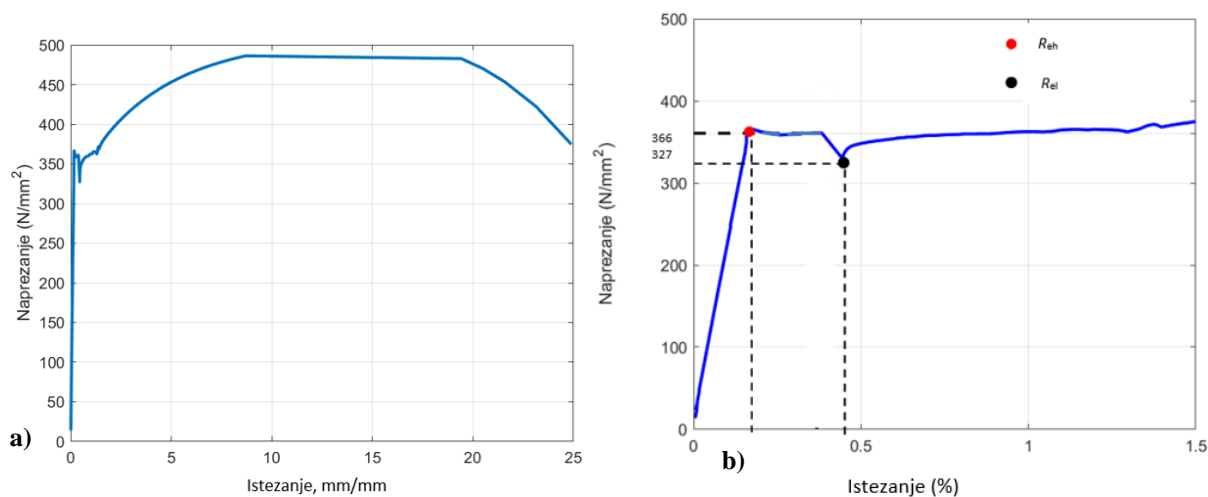 500
450
400
350
300
250
200
150
100
50
0
Naprezanje (N/mm²)
0 5 10 15 20 25
Istezanje, mm/mm
a)
500
400
366
327
300
200
100
0
Naprezanje (N/mm²)
Reh
Rel
0 0.5 1 1.5
Istezanje (%)
b)